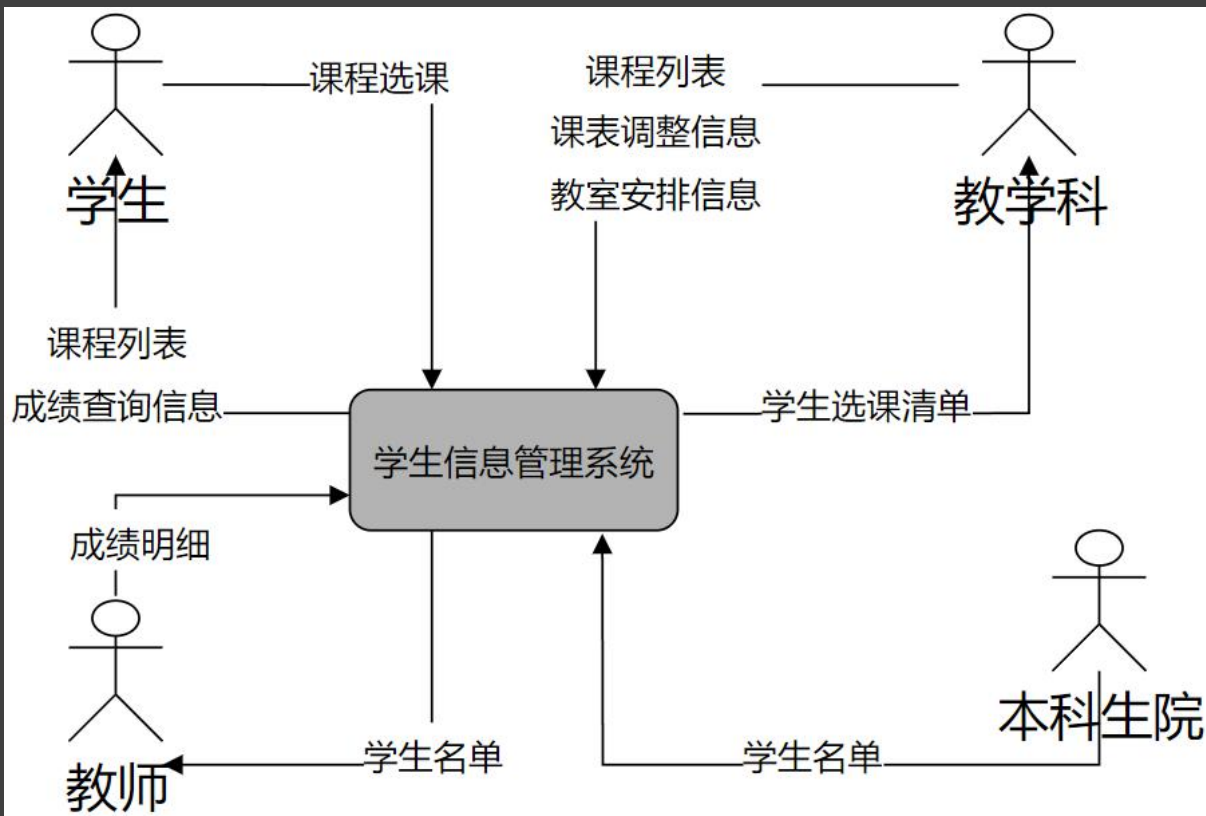 课程选课
课程列表
课表调整信息
教室安排信息
学生
教学科
课程列表
成绩查询信息
学生选课清单
学生信息管理系统
成绩明细
本科生院
学生名单
学生名单
教师